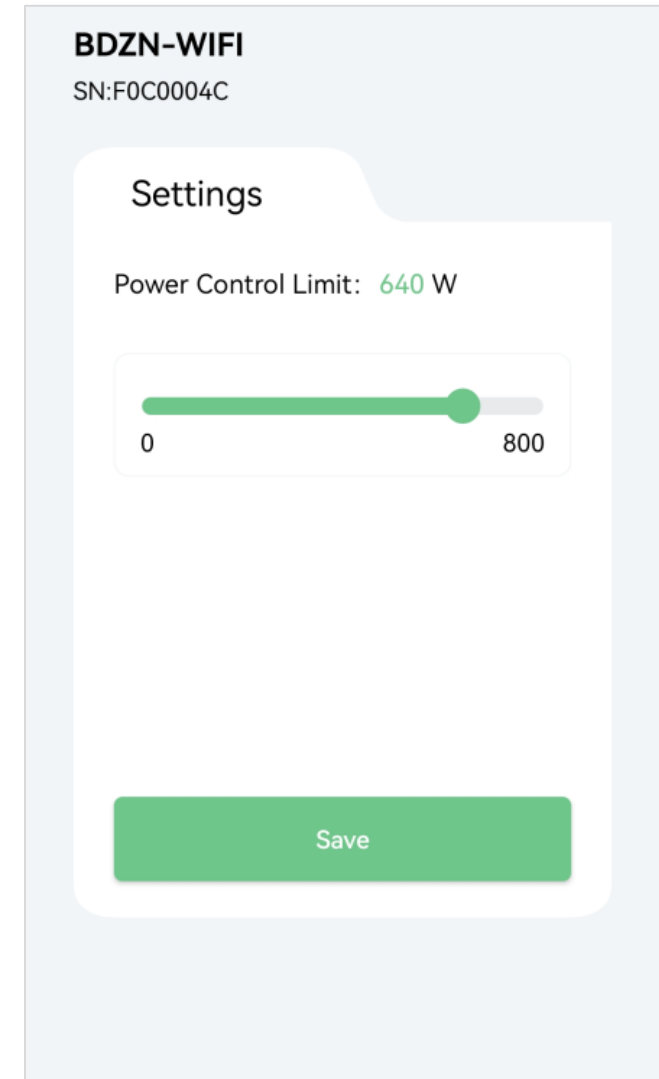 BDZN-WIFI
SN:F0C0004C
Settings
Power Control Limit： 640 W
0 800
Save